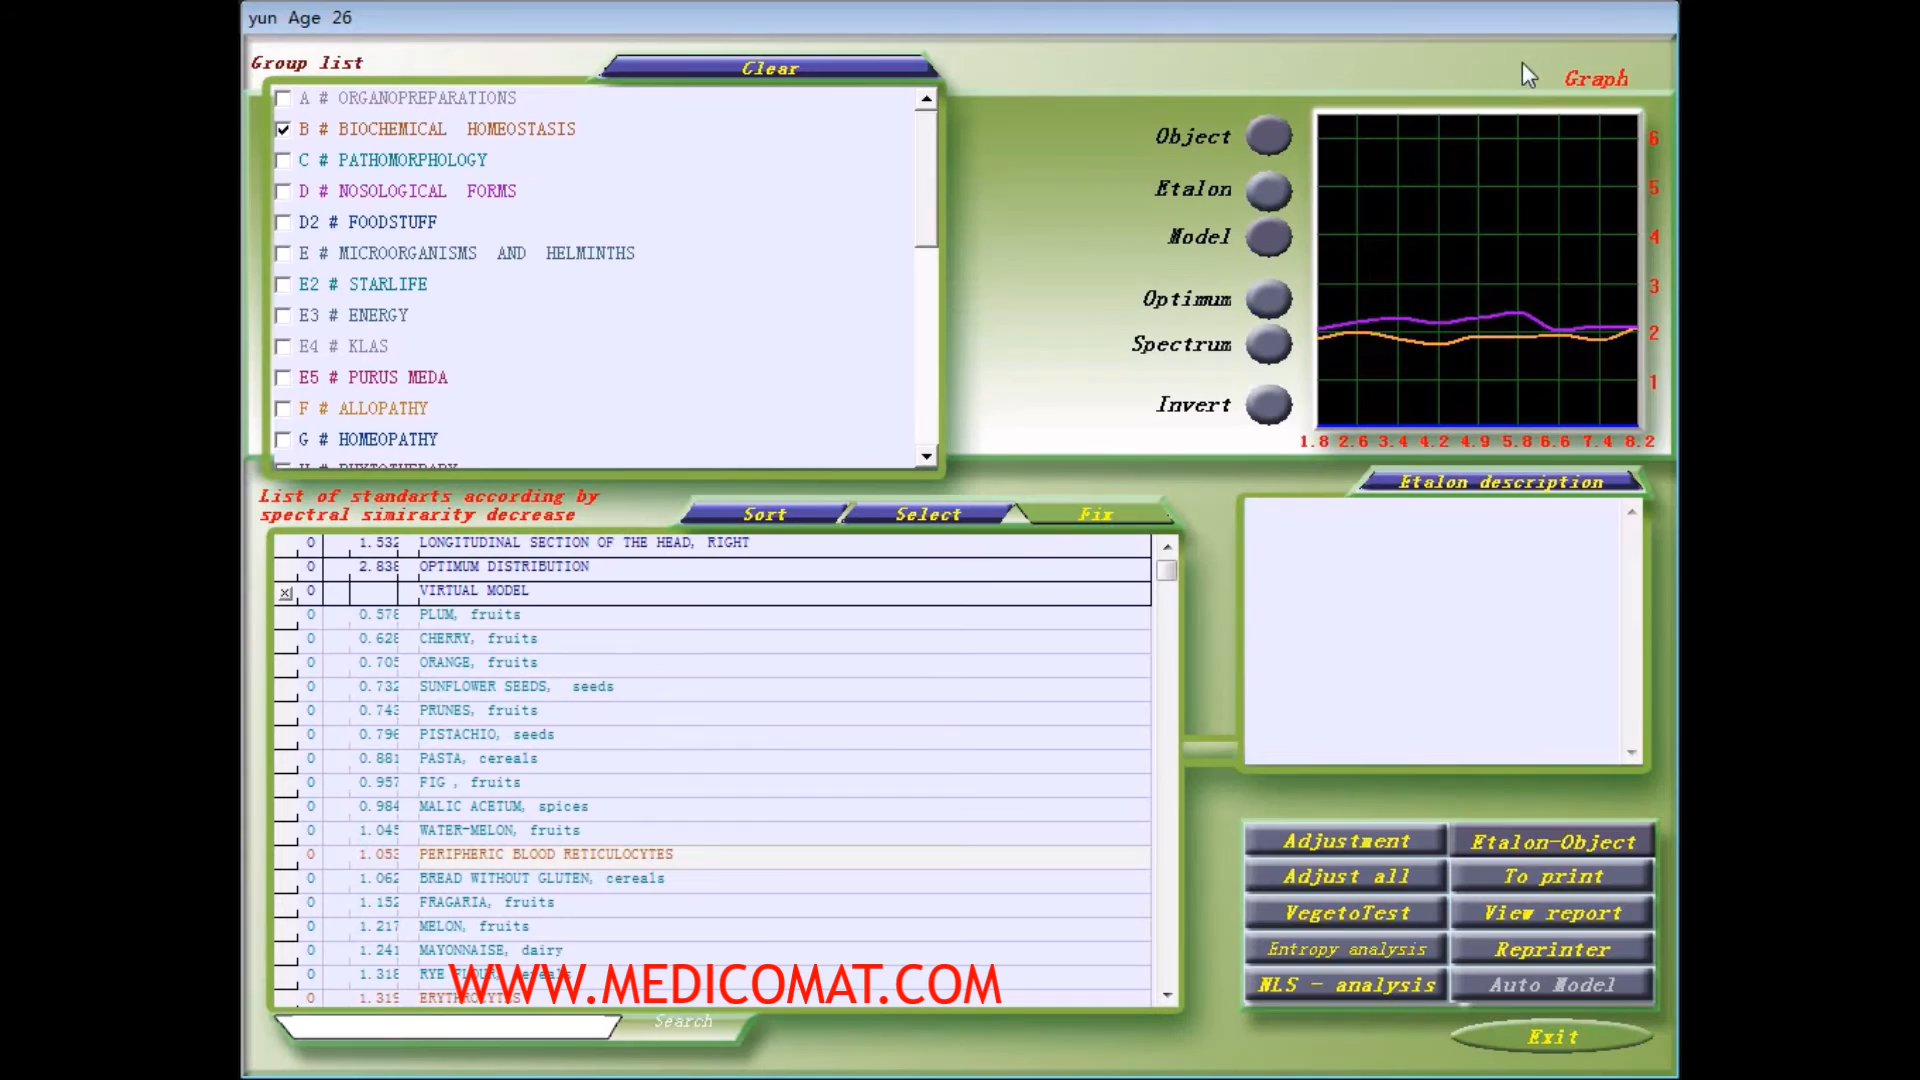 yun Age 26
Group list
Clear
A # ORGANOPREPARATIONS
B # BIOCHEMICAL HOMEOSTASIS
C # PATHOMORPHOLOGY
D # NOSOLOGICAL FORMS
D2 # FOODSTUFF
E # MICROORGANISMS AND HELMINTHS
E2 # STARLIFE
E3 # ENERGY
E4 # KLAS
E5 # PURUS MEDA
F # ALLOPATHY
G # HOMEOPATHY
H # PHYTOTHERAPY
Graph
Object
Etalon
Model
Optimum
Spectrum
Invert
6
5
4
3
2
1
1.8 2.6 3.4 4.2 4.9 5.8 6.6 7.4 8.2
List of standarts according by
spectral simirarity decrease
Sort Select Fix
0 1.532 LONGITUDINAL SECTION OF THE HEAD, RIGHT
0 2.838 OPTIMUM DISTRIBUTION
0 VIRTUAL MODEL
0 0.578 PLUM, fruits
0 0.628 CHERRY, fruits
0 0.705 ORANGE, fruits
0 0.732 SUNFLOWER SEEDS, seeds
0 0.743 PRUNES, fruits
0 0.796 PISTACHIO, seeds
0 0.881 PASTA, cereals
0 0.957 FIG , fruits
0 0.984 MALIC ACETUM, spices
0 1.045 WATER-MELON, fruits
0 1.053 PERIPHERIC BLOOD RETICULOCYTES
0 1.062 BREAD WITHOUT GLUTEN, cereals
0 1.152 FRAGARIA, fruits
0 1.217 MELON, fruits
0 1.241 MAYONNAISE, dairy
0 1.318 RYE FLOUR, cereals
0 1.319 ERYTHROCYTES
WWW.MEDICOMAT.COM
Search
Etalon description
Adjustment Etalon-Object
Adjust all To print
VegetoTest View report
Entropy analysis Reprinter
NLS - analysis Auto Model
Exit